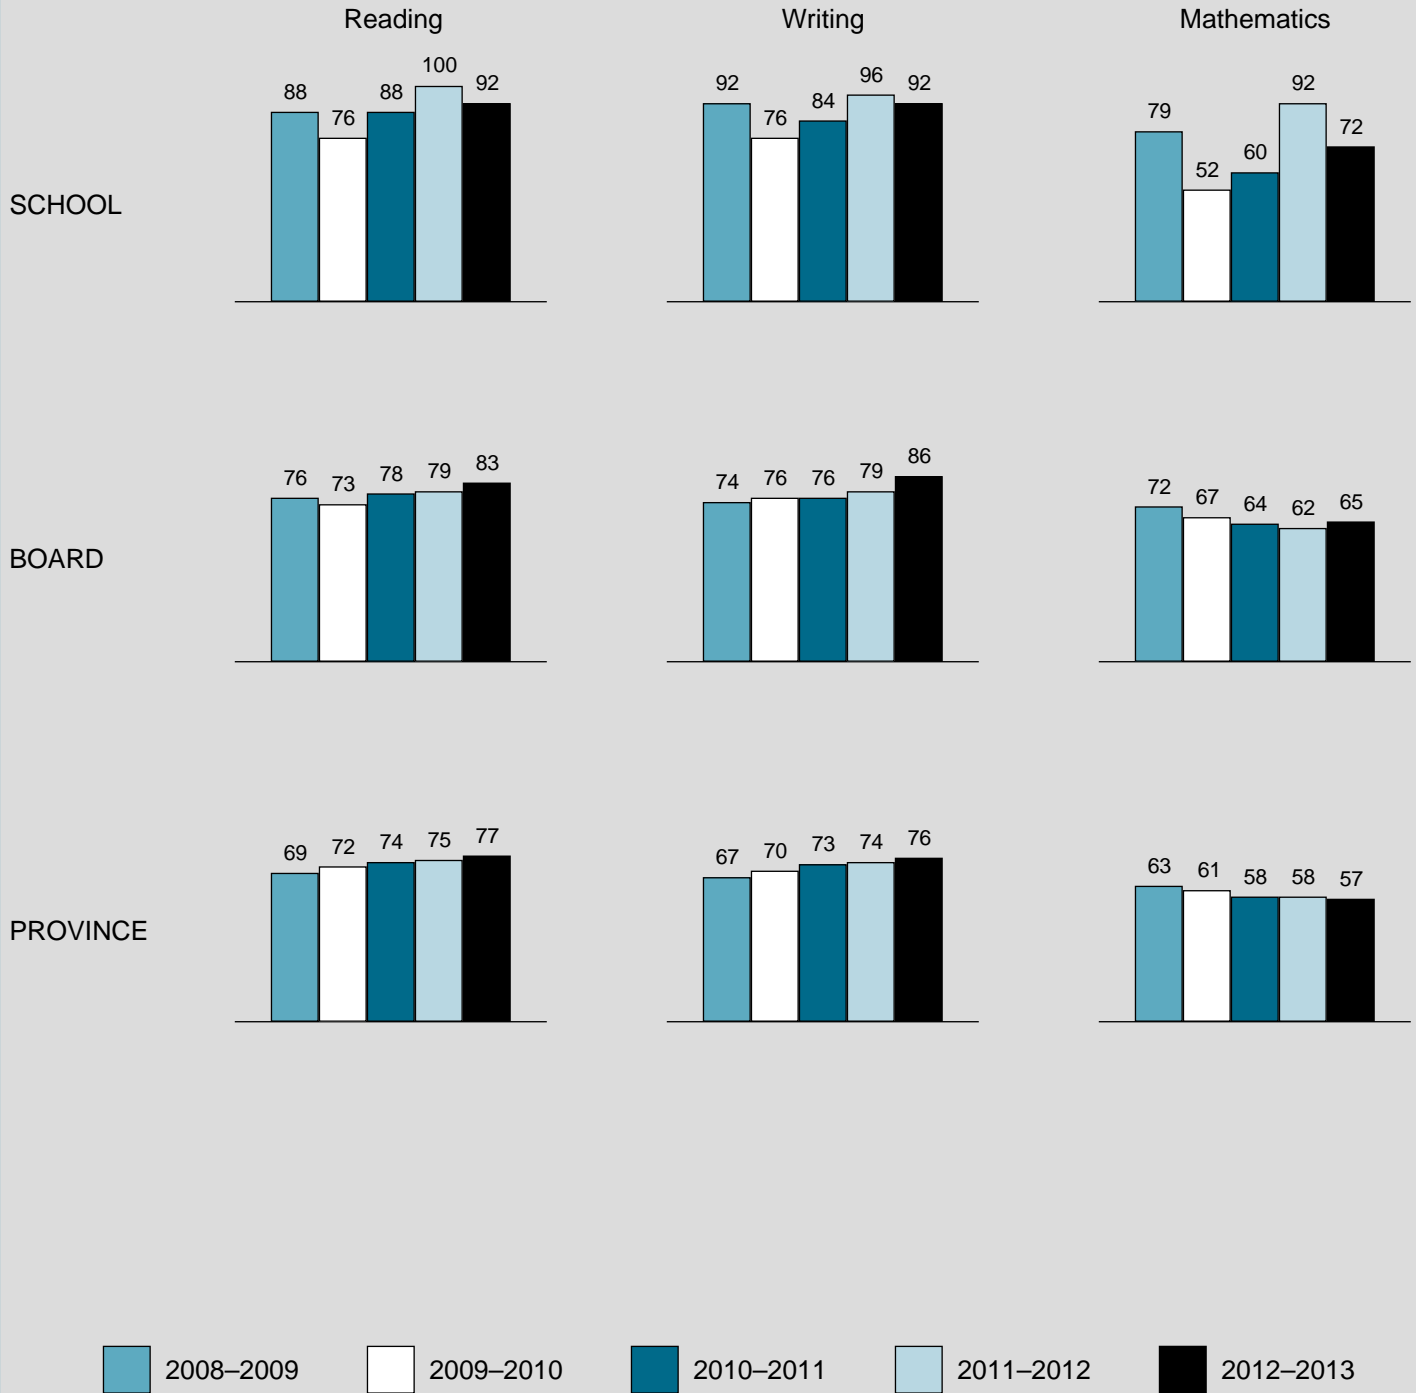 Reading Writing Mathematics
SCHOOL
88 76 88 100 92
92 76 84 96 92
79 52 60 92 72
BOARD
76 73 78 79 83
74 76 76 79 86
72 67 64 62 65
PROVINCE
69 72 74 75 77
67 70 73 74 76
63 61 58 58 57
2008–2009 2009–2010 2010–2011 2011–2012 2012–2013